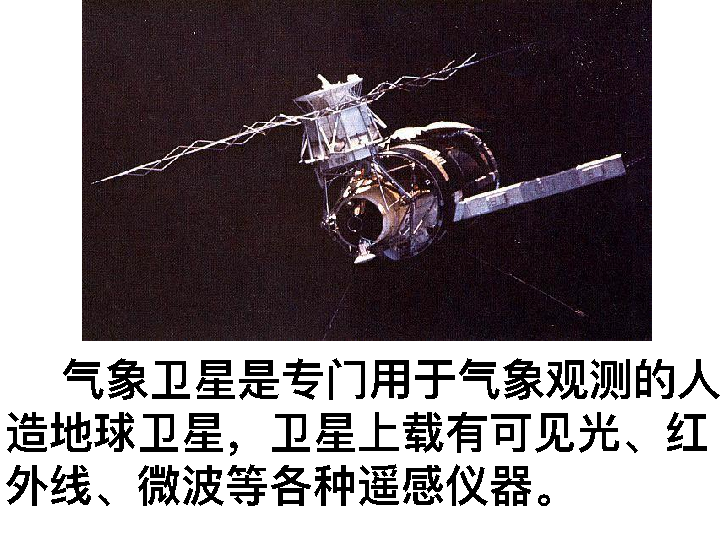 气象卫星是专门用于气象观测的人
造地球卫星，卫星上载有可见光、红
外线、微波等各种遥感仪器。